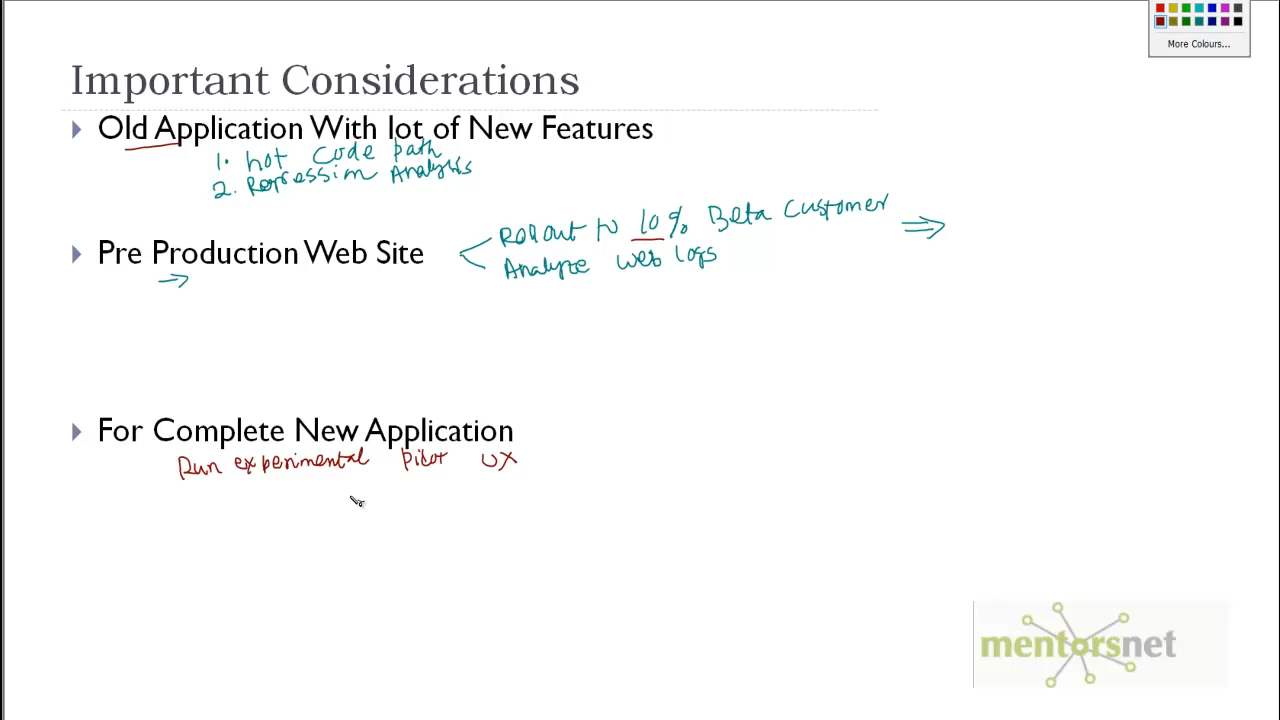 More Colours...
Important Considerations
Old Application With lot of New Features
1. hot Code path
2. Regression Analysis
Pre Production Web Site
Rollout to 10% Beta Customer
Analyze web logs
For Complete New Application
Run experimental pilot UX
mentorsnet